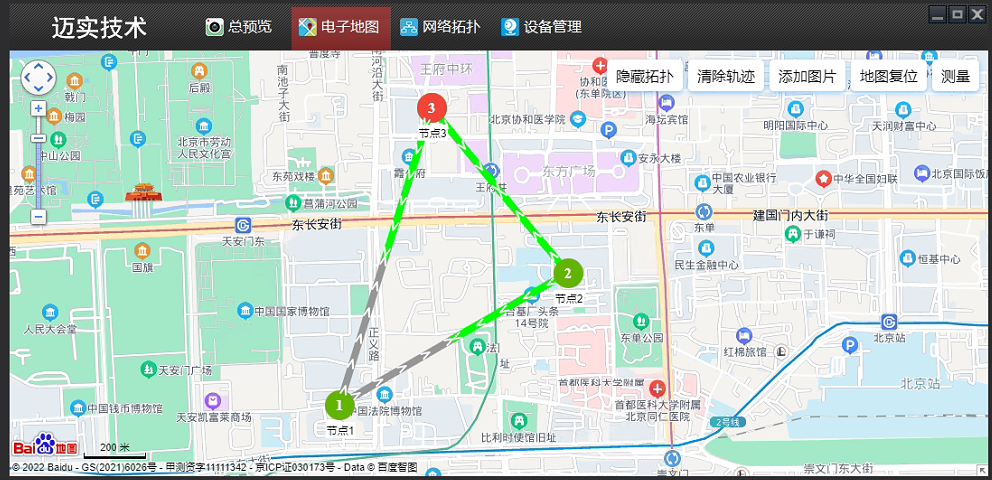 迈实技术
总预览
电子地图
网络拓扑
设备管理
隐藏拓扑
清除轨迹
添加图片
地图复位
测量
普度寺
南池子大街
南河沿大街
王府中环
协和医
(东单院区)
后殿
戟门
梅园
中山公园
北京市劳动
人民文化宫
北京协和医学院
海坛宾馆
明阳国际中心
天润财富中心
3
节点3
东苑戏楼
霞
府
王府井
东方广场
安永大楼
中国农业银行
大厦
中华全国妇联
北京国际饭店
菖蒲河公园
东长安街
东长安街
建国门内大街
东单
于谦祠
天安门东
国旗
民生金融中心
恒基中心
2
节点2
台基厂头条
14号院
中国国家博物馆
人民大会堂
正义路
东单公园
北京站
红棉旅馆
法
址
天安门广场
首都医科大学附属
首都医科大学附属
北京同仁医院
北京站
1
节点1
中国法院博物馆
中国钱币博物馆
天安凯富莱商场
比利时使馆旧址
2号线
200 米
Bai 地图
崇文门
崇文门东大街
© 2022 Baidu - GS(2021)6026号 - 甲测资字11111342 - 京ICP证030173号 - Data © 百度智图